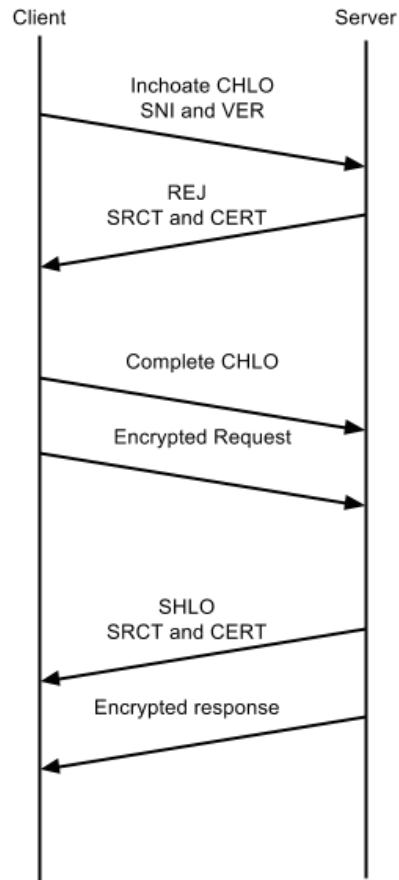 Client
Server
Inchoate CHLO
SNI and VER
REJ
SRCT and CERT
Complete CHLO
Encrypted Request
SHLO
SRCT and CERT
Encrypted response